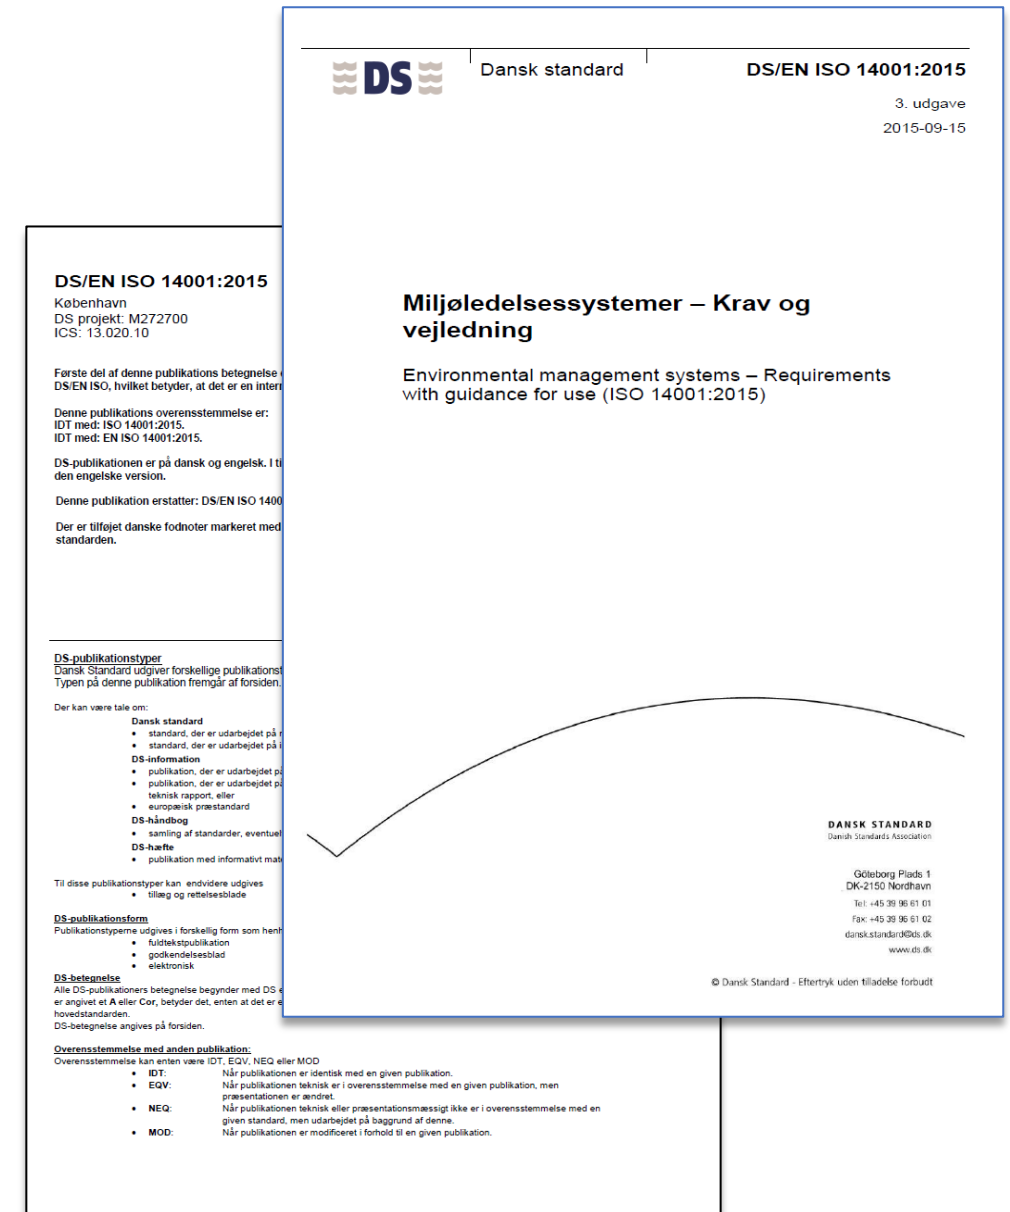 DS
Dansk standard
DS/EN ISO 14001:2015
3. udgave
2015-09-15
Miljøledelsessystemer – Krav og
vejledning
Environmental management systems – Requirements
with guidance for use (ISO 14001:2015)
DANSK STANDARD
Danish Standards Association
Göteborg Plads 1
DK-2150 Nordhavn
Tel: +45 39 96 61 01
Fax: +45 39 96 61 02
dansk.standard@ds.dk
www.ds.dk
© Dansk Standard - Eftertryk uden tilladelse forbudt
DS/EN ISO 14001:2015
København
DS projekt: M272700
ICS: 13.020.10
Første del af denne publikations betegnelse
DS/EN ISO, hvilket betyder, at det er en inter
Denne publikations overensstemmelse er:
IDT med: ISO 14001:2015.
IDT med: EN ISO 14001:2015.
DS-publikationen er på dansk og engelsk. I ti
den engelske version.
Denne publikation erstatter: DS/EN ISO 1400
Der er tilføjet danske fodnoter markeret med
standarden.
DS-publikationstyper
Dansk Standard udgiver forskellige publikationst
Typen på denne publikation fremgår af forsiden.
Der kan være tale om:
Dansk standard
• standard, der er udarbejdet på
• standard, der er udarbejdet på i
DS-information
• publikation, der er udarbejdet på
• publikation, der er udarbejdet på
teknisk rapport, eller
• europæisk præstandard
DS-håndbog
• samling af standarder, eventuel
DS-hæfte
• publikation med informativt mate
Til disse publikationstyper kan endvidere udgives
• tillæg og rettelsesblade
DS-publikationsform
Publikationstyperne udgives i forskellig form som henh
• fuldtekstpublikation
• godkendelsesblad
• elektronisk
DS-betegnelse
Alle DS-publikationers betegnelse begynder med DS
er angivet et A eller Cor, betyder det, enten at det er
hovedstandarden.
DS-betegnelse angives på forsiden.
Overensstemmelse med anden publikation:
Overensstemmelse kan enten være IDT, EQV, NEQ eller MOD
• IDT: Når publikationen er identisk med en given publikation.
• EQV: Når publikationen teknisk er i overensstemmelse med en given publikation, men
præsentationen er ændret.
• NEQ: Når publikationen teknisk eller præsentationsmæssigt ikke er i overensstemmelse med en
given standard, men udarbejdet på baggrund af denne.
• MOD: Når publikationen er modificeret i forhold til en given publikation.